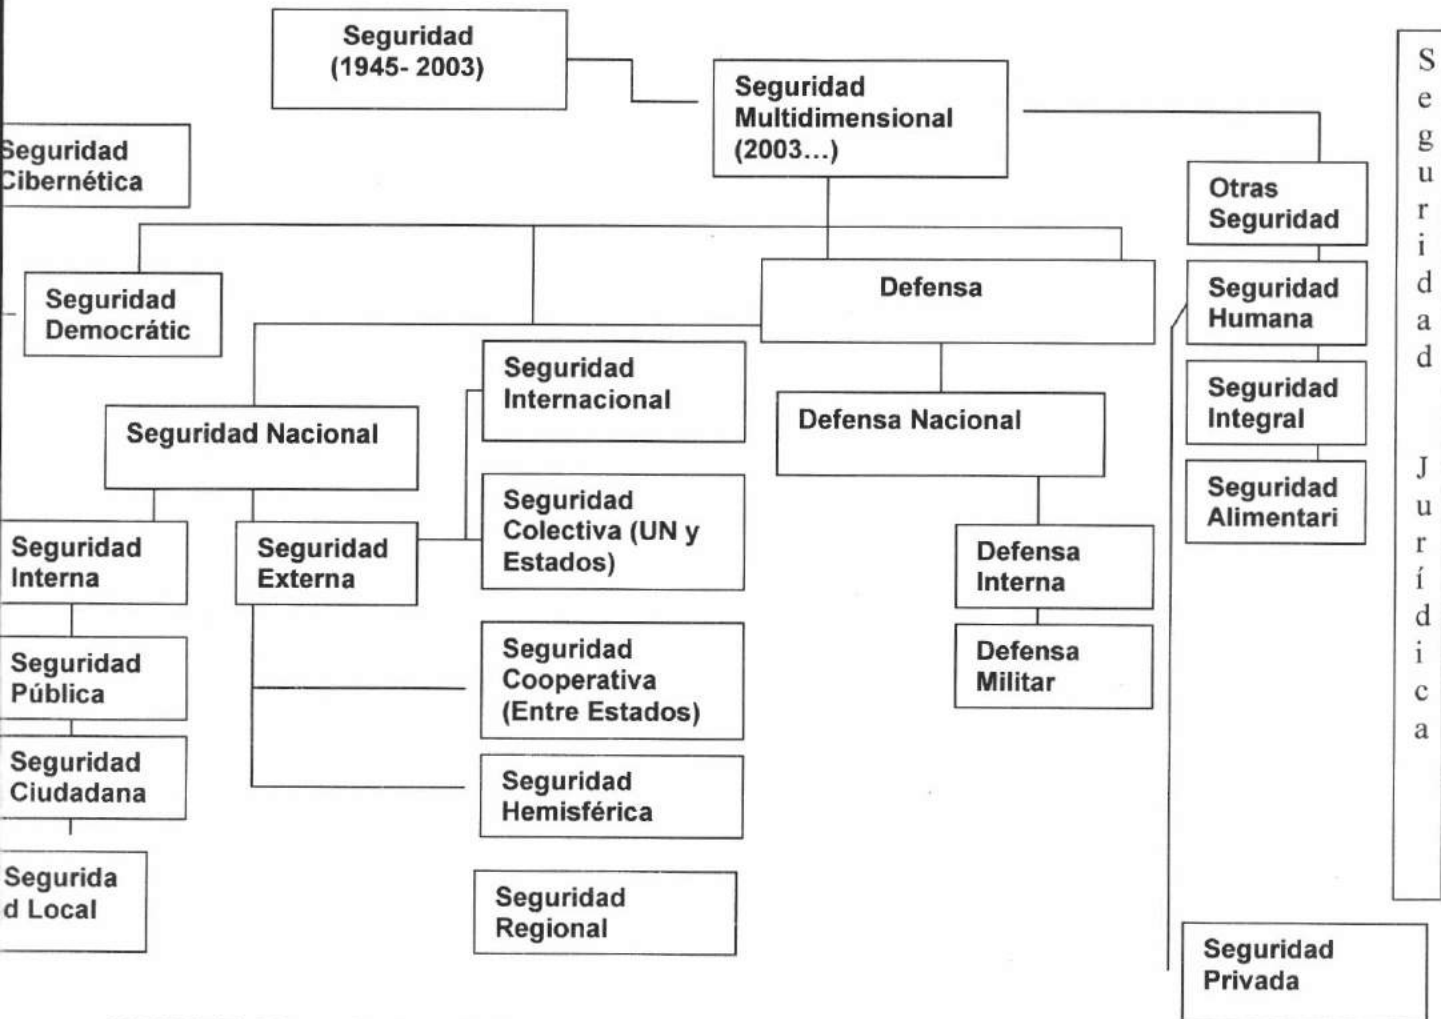 Seguridad
(1945- 2003)
Seguridad
Multidimensional
(2003...)
Seguridad
Cibernética
Otras
Seguridad
Seguridad
Democrátic
Defensa
Seguridad
Humana
Seguridad
Internacional
Seguridad
Integral
Seguridad Nacional
Defensa Nacional
Seguridad
Colectiva (UN y
Estados)
Seguridad
Alimentari
Seguridad
Interna
Seguridad
Externa
Defensa
Interna
Seguridad
Pública
Seguridad
Cooperativa
(Entre Estados)
Defensa
Militar
Seguridad
Ciudadana
Seguridad
Hemisférica
Segurida
d Local
Seguridad
Regional
Seguridad
Privada
S
e
g
u
r
i
d
a
d
J
u
r
í
d
i
c
a